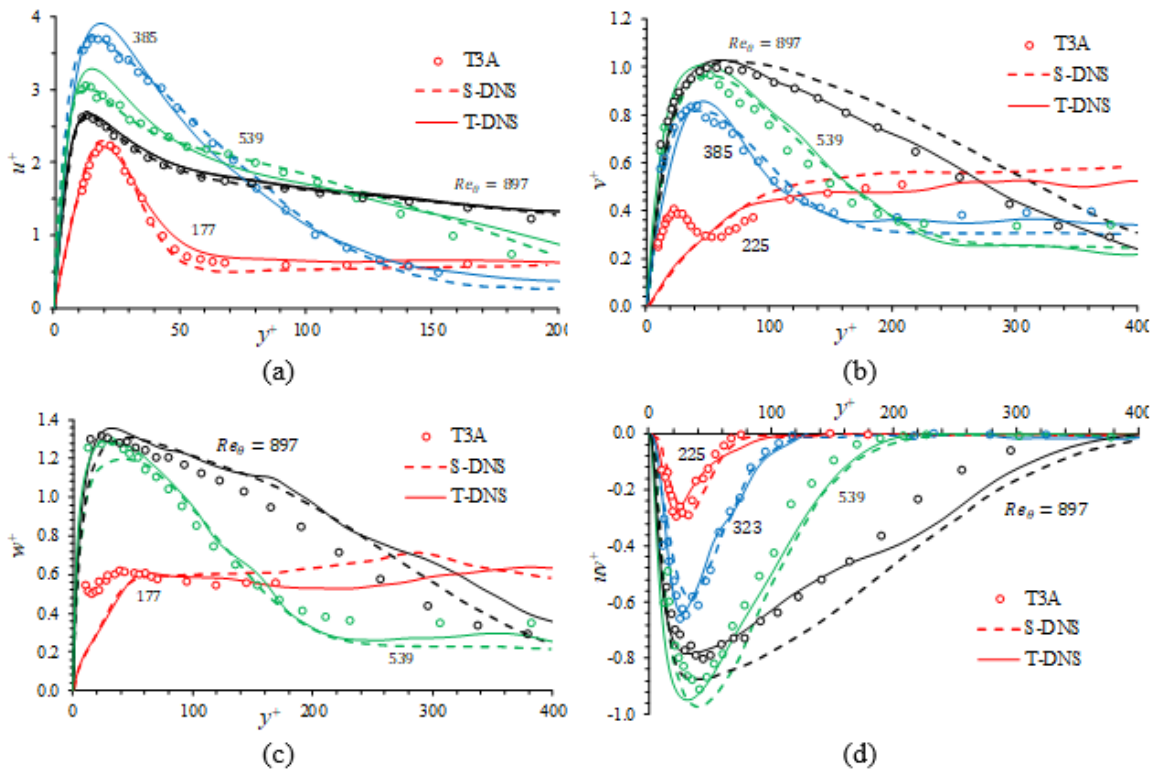 4
3
2
1
0
u⁺
385
539
Reθ = 897
177
T3A
S-DNS
T-DNS
0 50 100 150 200
y⁺
(a)
1.2
1.0
0.8
0.6
0.4
0.2
0.0
v⁺
Reθ = 897
539
385
225
T3A
S-DNS
T-DNS
0 100 200 300 400
y⁺
(b)
1.4
1.2
1.0
0.8
0.6
0.4
0.2
0.0
w⁺
Reθ = 897
177
539
T3A
S-DNS
T-DNS
0 100 200 300 400
y⁺
(c)
0 100 200 300 400
y⁺
0.0
-0.2
-0.4
-0.6
-0.8
-1.0
uv⁺
225
323
539
Reθ = 897
T3A
S-DNS
T-DNS
(d)